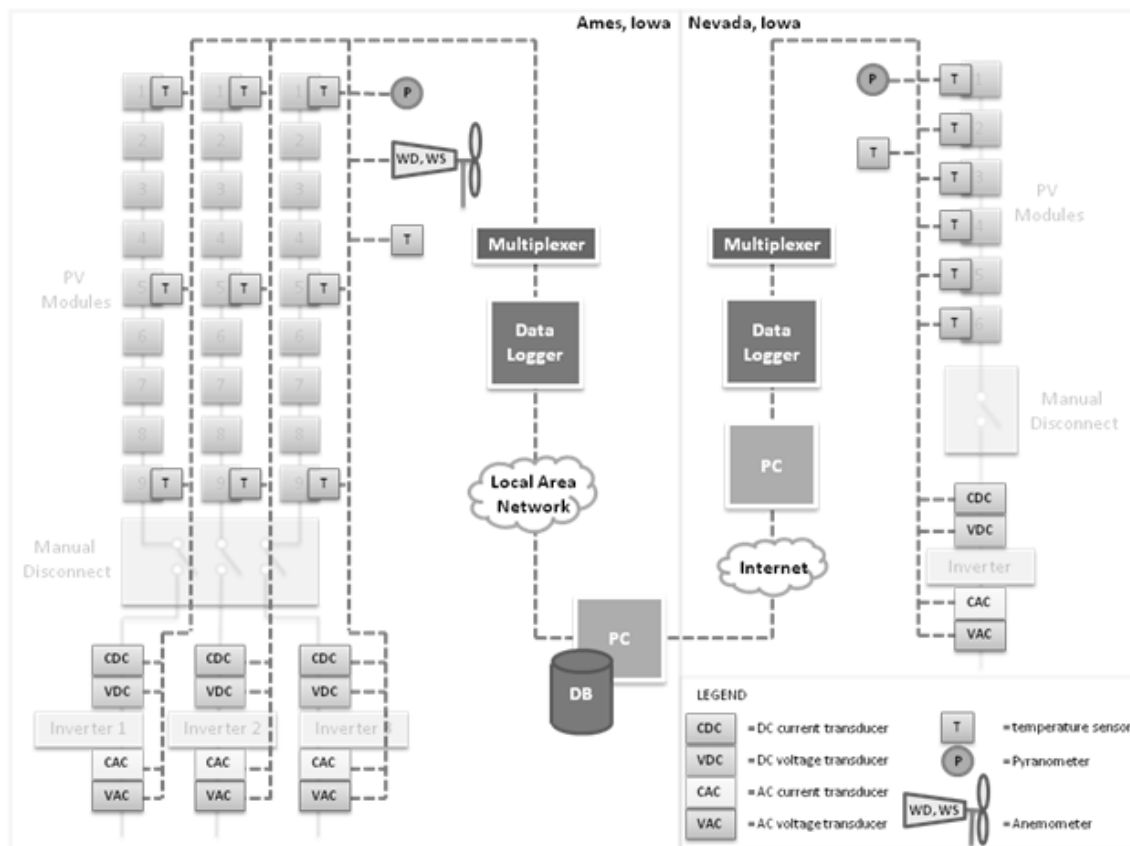 Ames, Iowa
Nevada, Iowa
1 T 1 T 1 T
P
2 2 2
WD, WS
3 3 3
4 4 4
T
PV
Modules
5 T 5 T 5 T
6 6 6
7 7 7
8 8 8
9 T 9 T 9 T
Manual
Disconnect
CDC CDC CDC
VDC VDC VDC
Inverter 1 Inverter 2 Inverter 3
CAC CAC CAC
VAC VAC VAC
Multiplexer
Data
Logger
Local Area
Network
PC
DB
Multiplexer
Data
Logger
PC
Internet
P
T 1
T 2
T
T 3
T 4
T 5
T 6
PV
Modules
Manual
Disconnect
CDC
VDC
Inverter
CAC
VAC
LEGEND
CDC = DC current transducer
VDC = DC voltage transducer
CAC = AC current transducer
VAC = AC voltage transducer
T = temperature sensor
P = Pyranometer
WD, WS = Anemometer